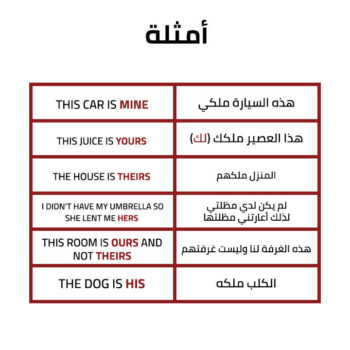 أمثلة
THIS CAR IS MINE
هذه السيارة ملكي
THIS JUICE IS YOURS
هذا العصير ملكك (لك)
THE HOUSE IS THEIRS
المنزل ملكهم
I DIDN'T HAVE MY UMBRELLA SO
SHE LENT ME HERS
لم يكن لدي مظلتي
لذلك أعارتني مظلتها
THIS ROOM IS OURS AND
NOT THEIRS
هذه الغرفة لنا وليست غرفتهم
THE DOG IS HIS
الكلب ملكه